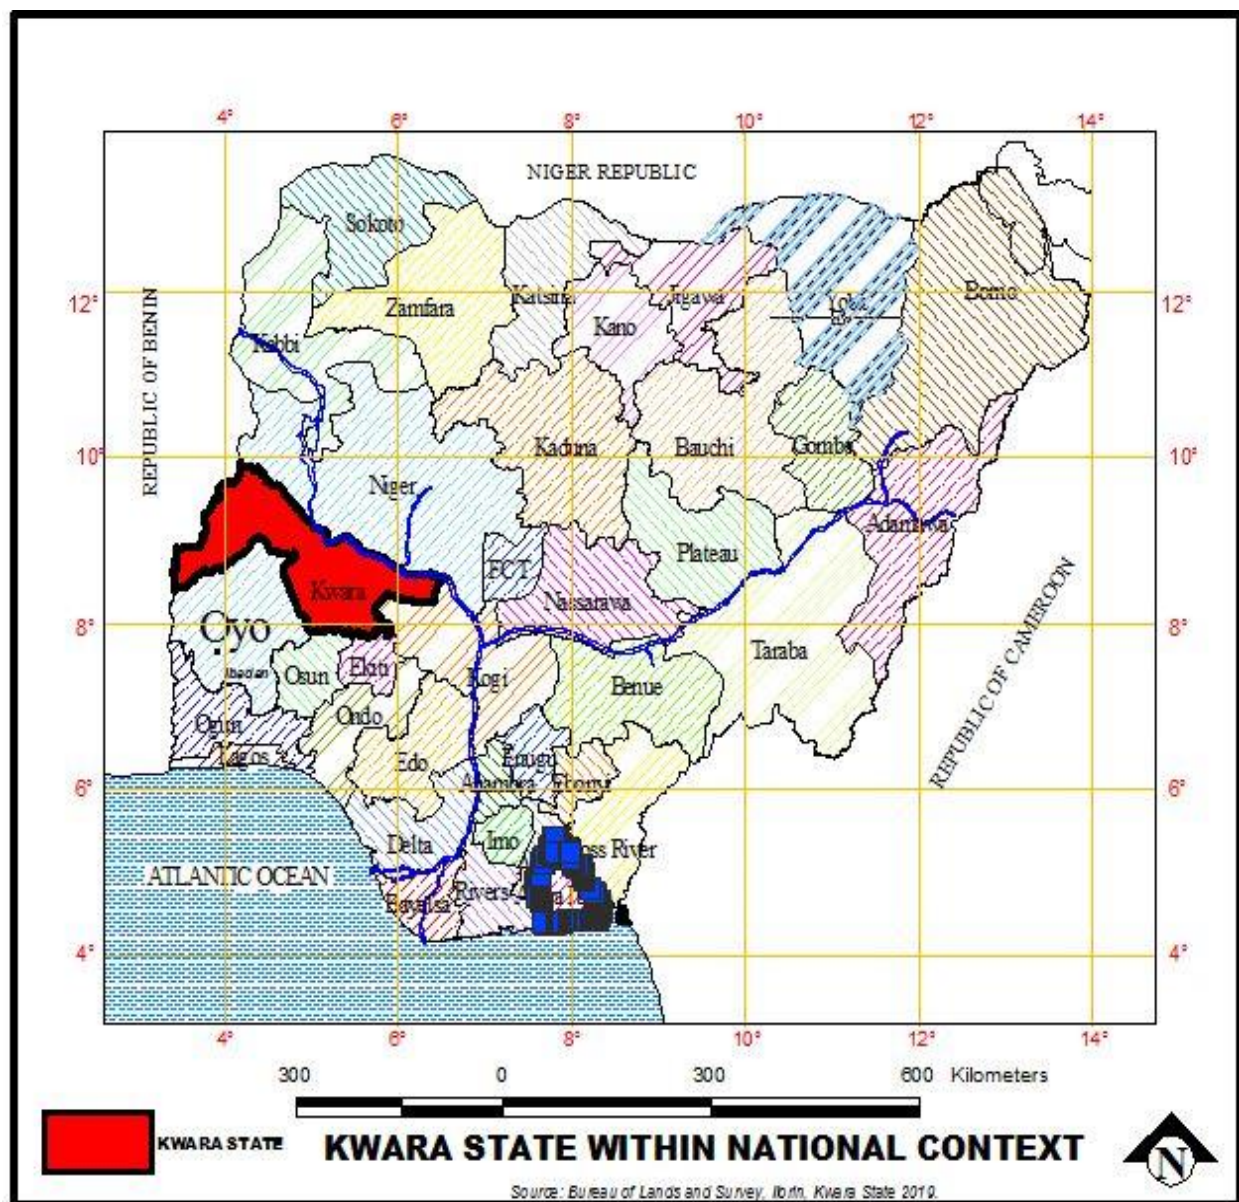 4° 6° 8° 10° 12° 14°
NIGER REPUBLIC
Sokoto
12° Zamfara Katsina Jigawa Borno 12°
Kano
Kebbi
REPUBLIC OF BENIN
10° Kaduna Bauchi Gombe 10°
Niger
Adamawa
Plateau
FCT
Kwara Nassarawa
8° Ọyo 8°
Taraba
REPUBLIC OF CAMEROON
Ibadan Osun Ekiti Kogi Benue
Ogun Ondo
Lagos Edo Enugu
6° Anambra Ebonyi 6°
Delta Imo oss River
ATLANTIC OCEAN
Bayelsa Rivers
4° 4°
4° 6° 8° 10° 12° 14°
300 0 300 600 Kilometers
KWARA STATE
KWARA STATE WITHIN NATIONAL CONTEXT
N
Source: Bureau of Lands and Survey, Ilorin, Kwara State 2019.